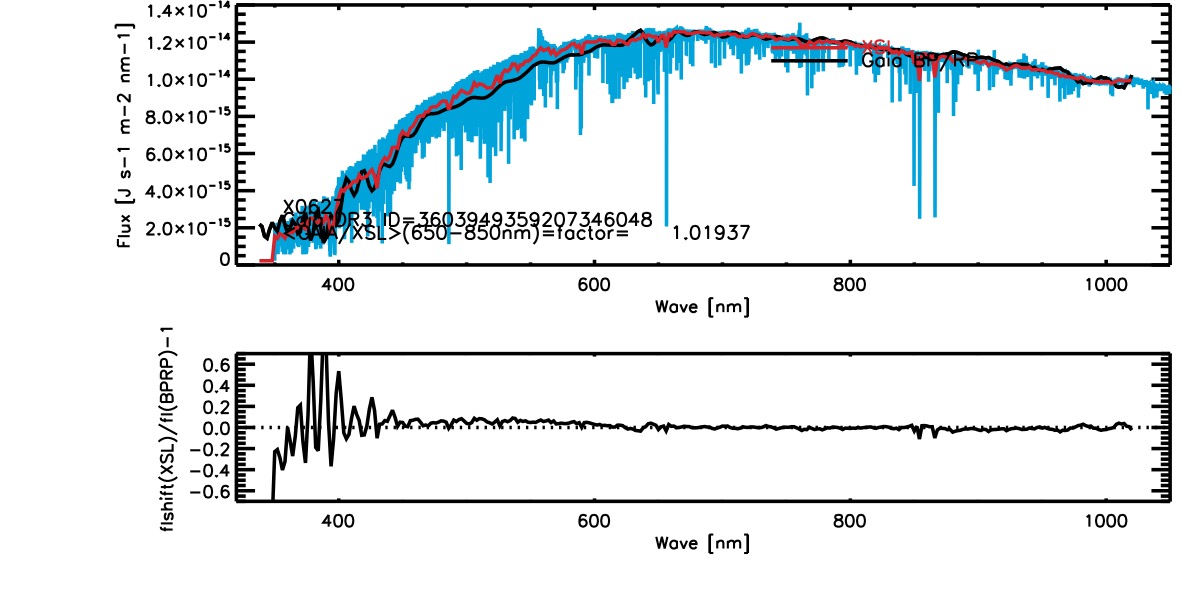 1.4×10⁻¹⁴
1.2×10⁻¹⁴
1.0×10⁻¹⁴
8.0×10⁻¹⁵
6.0×10⁻¹⁵
4.0×10⁻¹⁵
2.0×10⁻¹⁵
0
Flux [J s−1 m−2 nm−1]
XSL
Gaia BP/RP
X0627
Gaia DR3 ID=3603949359207346048
<GAIA/XSL>(650−850nm)=factor= 1.01937
400 600 800 1000
Wave [nm]
flshift(XSL)/fl(BPRP)−1
0.6
0.4
0.2
0.0
−0.2
−0.4
−0.6
400 600 800 1000
Wave [nm]